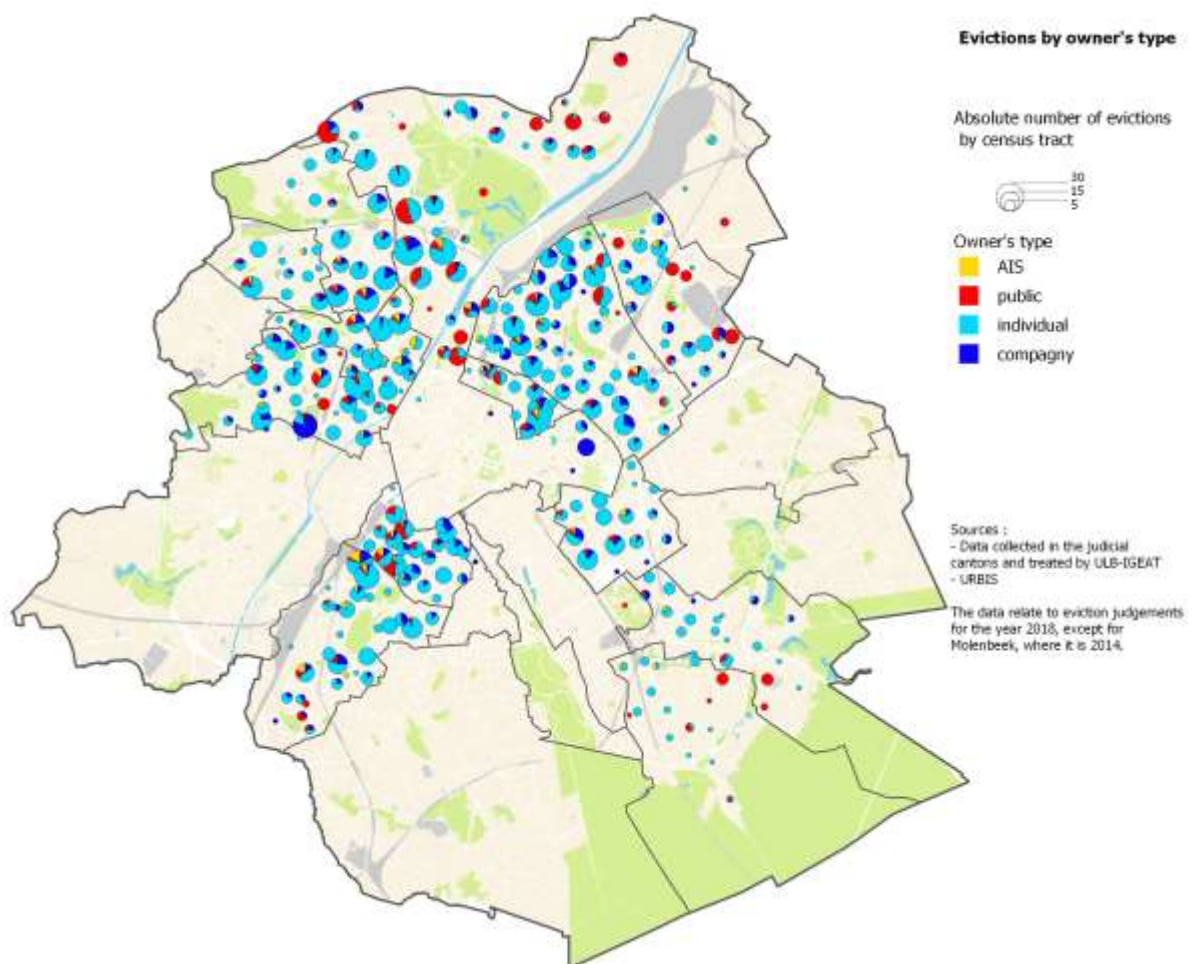 Evictions by owner's type
Absolute number of evictions
by census tract
30
15
5
Owner's type
AIS
public
individual
compagny
Sources :
- Data collected in the judicial
cantons and treated by ULB-IGEAT
- URBIS
The data relate to eviction judgements
for the year 2018, except for
Molenbeek, where it is 2014.